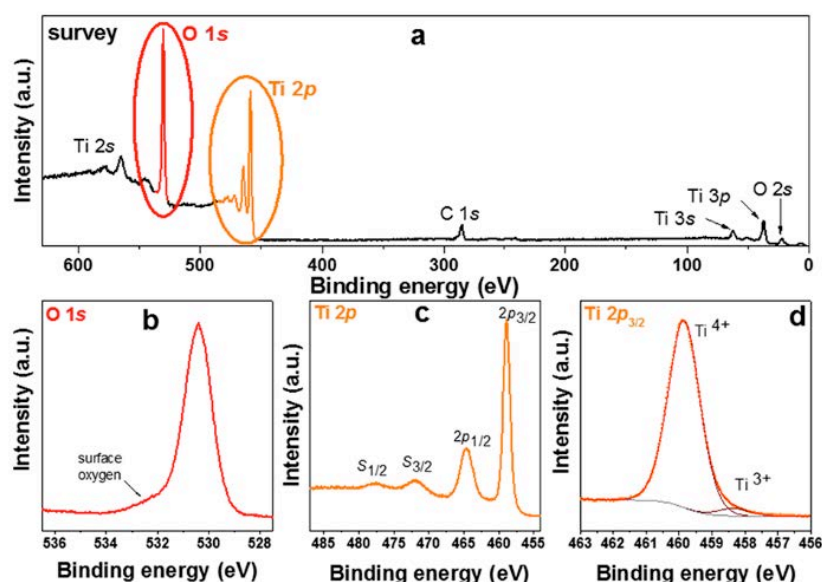 survey
O 1s
a
Ti 2p
Ti 2s
C 1s
Ti 3s
Ti 3p
O 2s
Intensity (a.u.)
600 500 400 300 200 100 0
Binding energy (eV)
O 1s
b
surface
oxygen
Intensity (a.u.)
536 534 532 530 528
Binding energy (eV)
Ti 2p
c
2p3/2
2p1/2
S3/2
S1/2
Intensity (a.u.)
485 480 475 470 465 460 455
Binding energy (eV)
Ti 2p3/2
d
Ti 4+
Ti 3+
Intensity (a.u.)
463 462 461 460 459 458 457 456
Binding energy (eV)